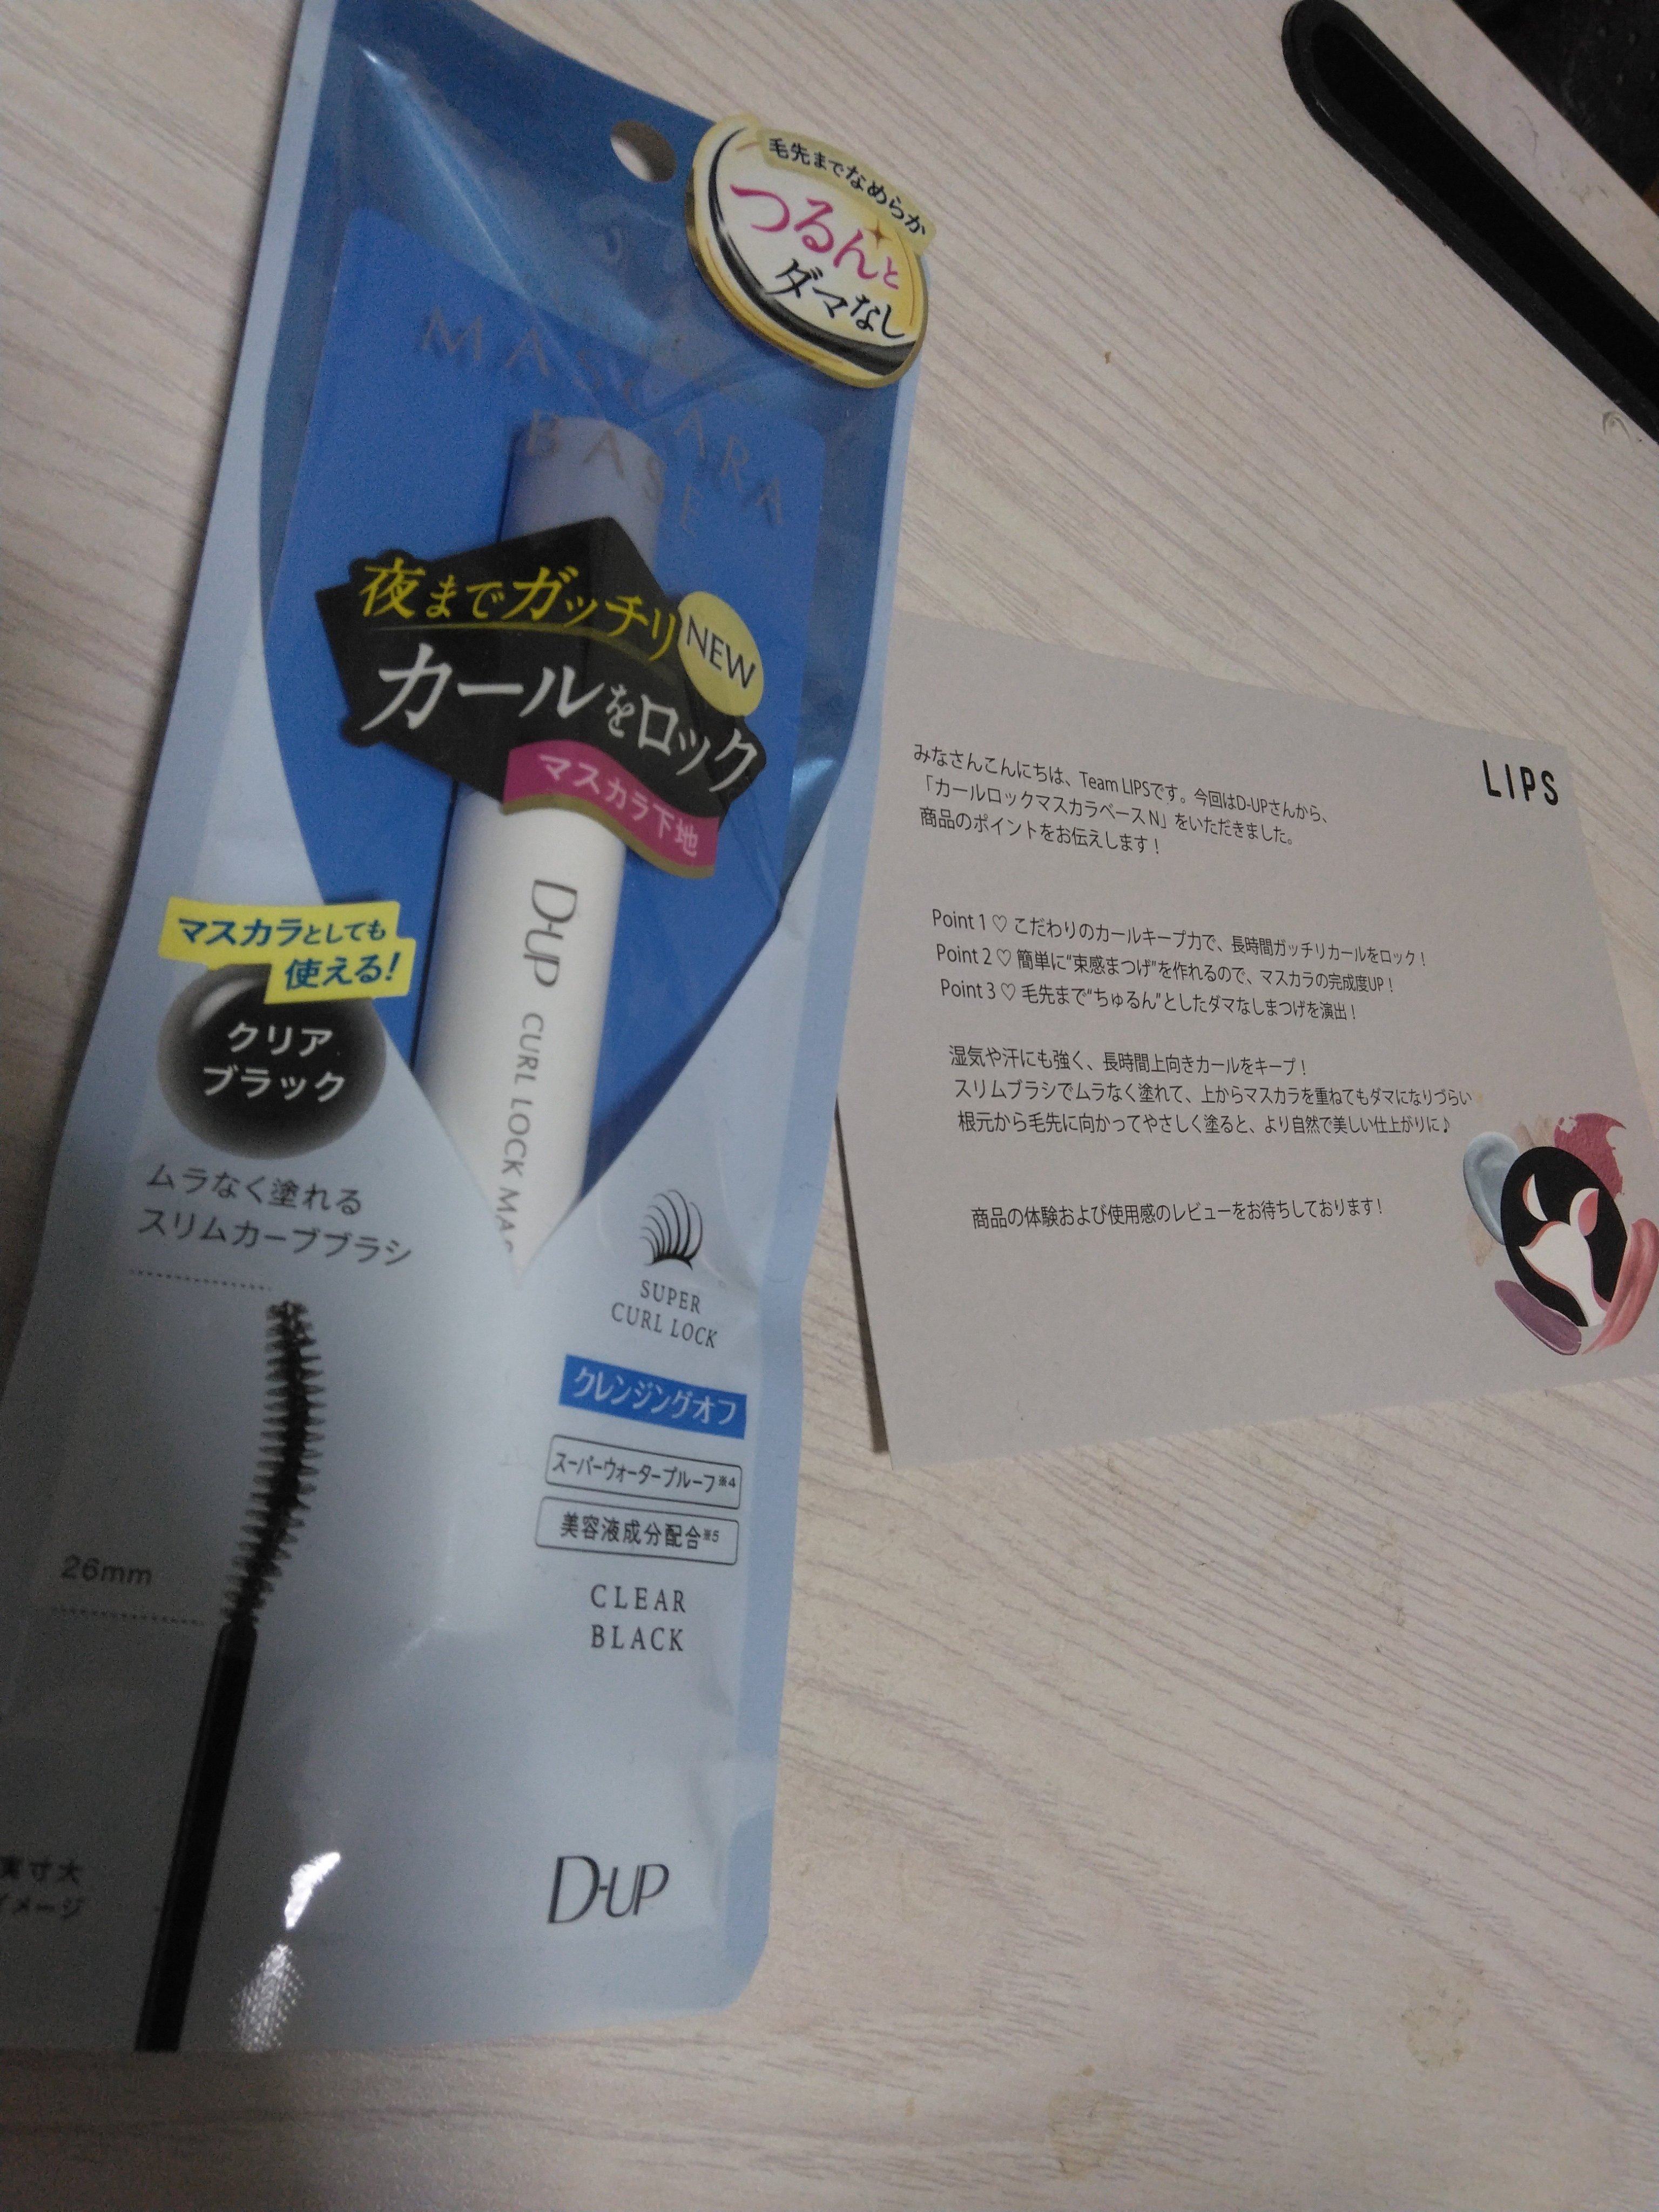 毛先までなめらか
つるんと
ダマなし
MASCARA
BASE
夜までガッチリ
NEW
カールをロック
マスカラ下地
D-UP CURL LOCK MAS
マスカラとしても
使える!
クリア
ブラック
ムラなく塗れる
スリムカーブブラシ
26mm
実寸大
イメージ
SUPER
CURL LOCK
クレンジングオフ
スーパーウォータープルーフ※4
美容液成分配合※5
CLEAR
BLACK
D-UP
LIPS
みなさんこんにちは、Team LIPSです。今回はD-UPさんから、
「カールロックマスカラベース N」をいただきました。
商品のポイントをお伝えします！
Point 1 ♡ こだわりのカールキープ力で、長時間ガッチリカールをロック！
Point 2 ♡ 簡単に“束感まつげ”を作れるので、マスカラの完成度UP！
Point 3 ♡ 毛先まで“ちゅるん”としたダマなしまつげを演出！
湿気や汗にも強く、長時間上向きカールをキープ！
スリムブラシでムラなく塗れて、上からマスカラを重ねてもダマになりづらい
根元から毛先に向かってやさしく塗ると、より自然で美しい仕上がりに♪
商品の体験および使用感のレビューをお待ちしております！